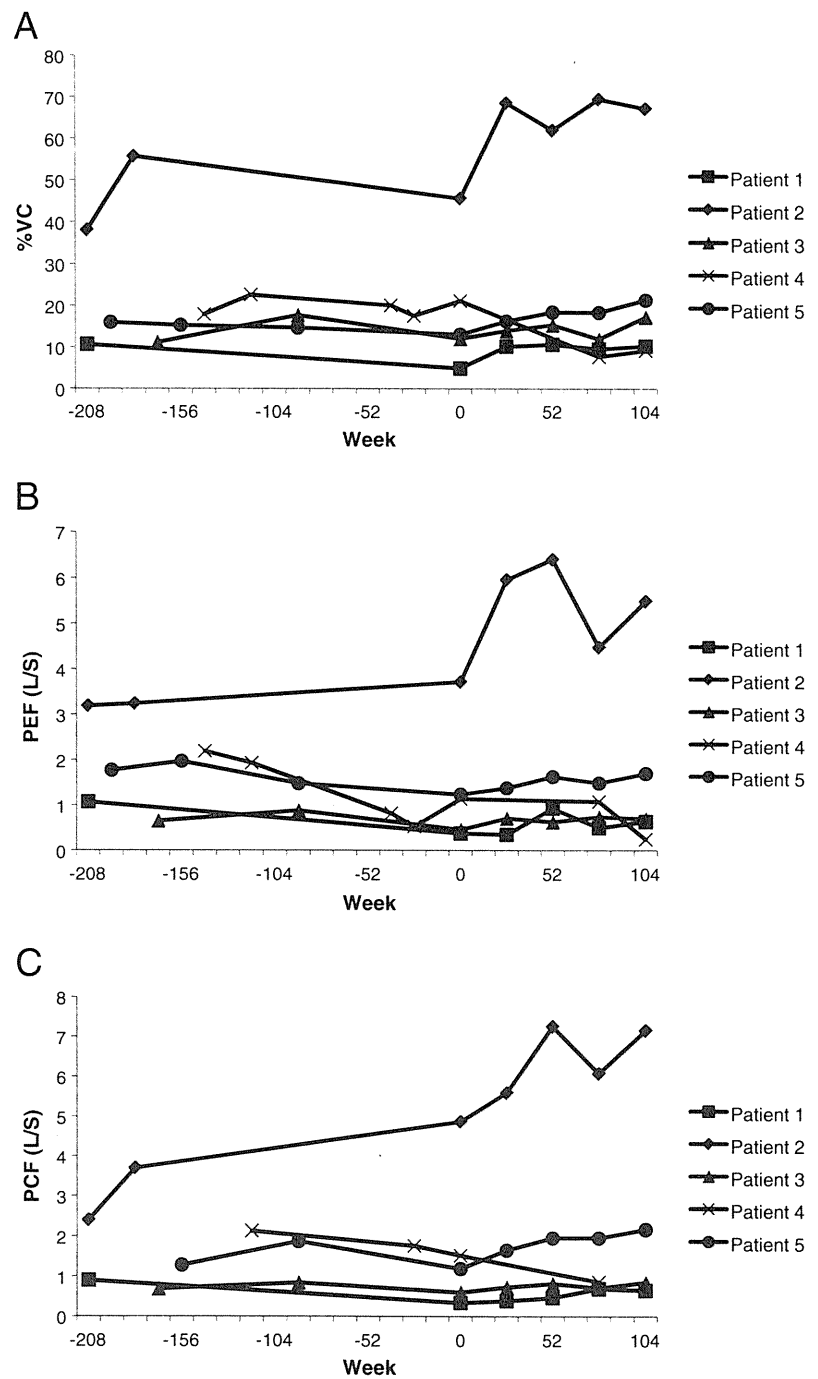 A
80
70
60
50
40
30
20
10
0
%VC
-208 -156 -104 -52 0 52 104
Week
Patient 1
Patient 2
Patient 3
Patient 4
Patient 5
B
7
6
5
4
3
2
1
0
PEF (L/S)
-208 -156 -104 -52 0 52 104
Week
Patient 1
Patient 2
Patient 3
Patient 4
Patient 5
C
8
7
6
5
4
3
2
1
0
PCF (L/S)
-208 -156 -104 -52 0 52 104
Week
Patient 1
Patient 2
Patient 3
Patient 4
Patient 5